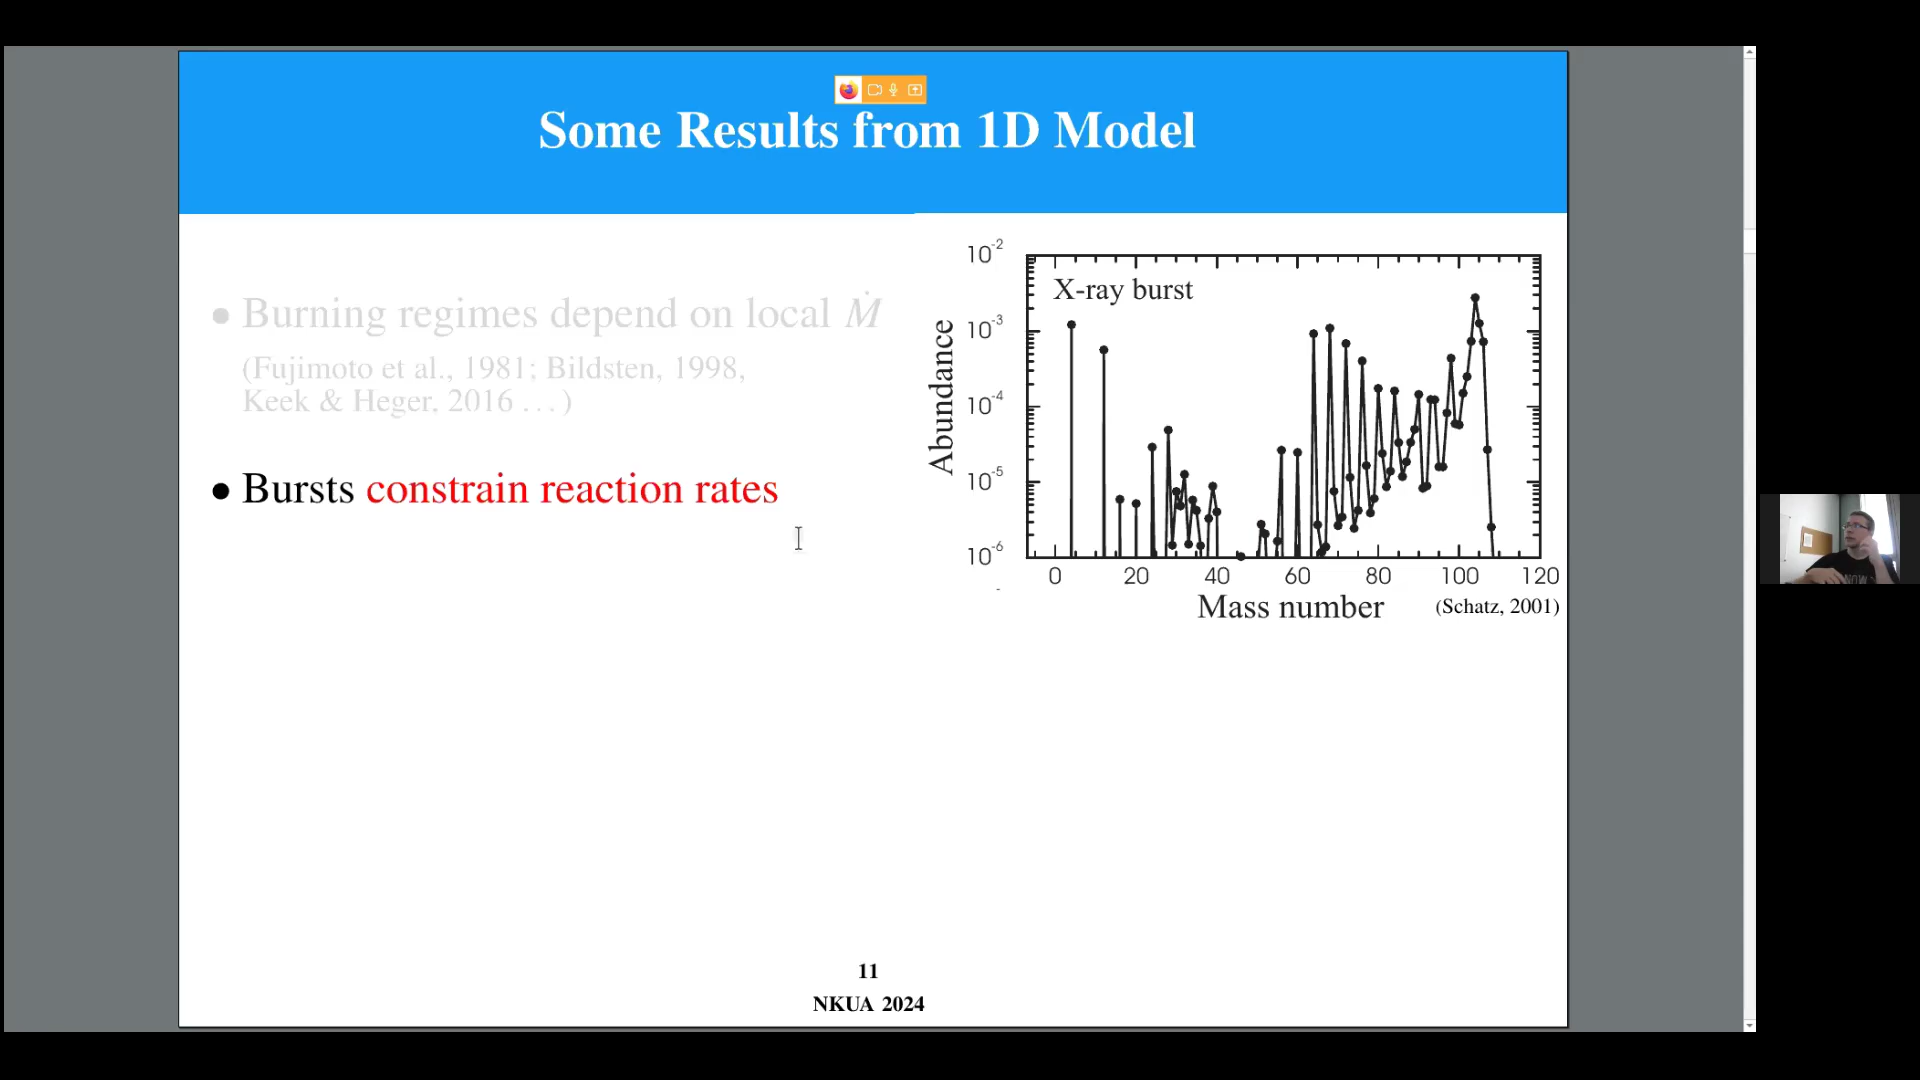 Some Results from 1D Model
• Burning regimes depend on local Ṁ
(Fujimoto et al., 1981; Bildsten, 1998,
Keek & Heger, 2016 . . . )
• Bursts constrain reaction rates
X-ray burst
Abundance
10^-2
10^-3
10^-4
10^-5
10^-6
0 20 40 60 80 100 120
Mass number
(Schatz, 2001)
11
NKUA 2024